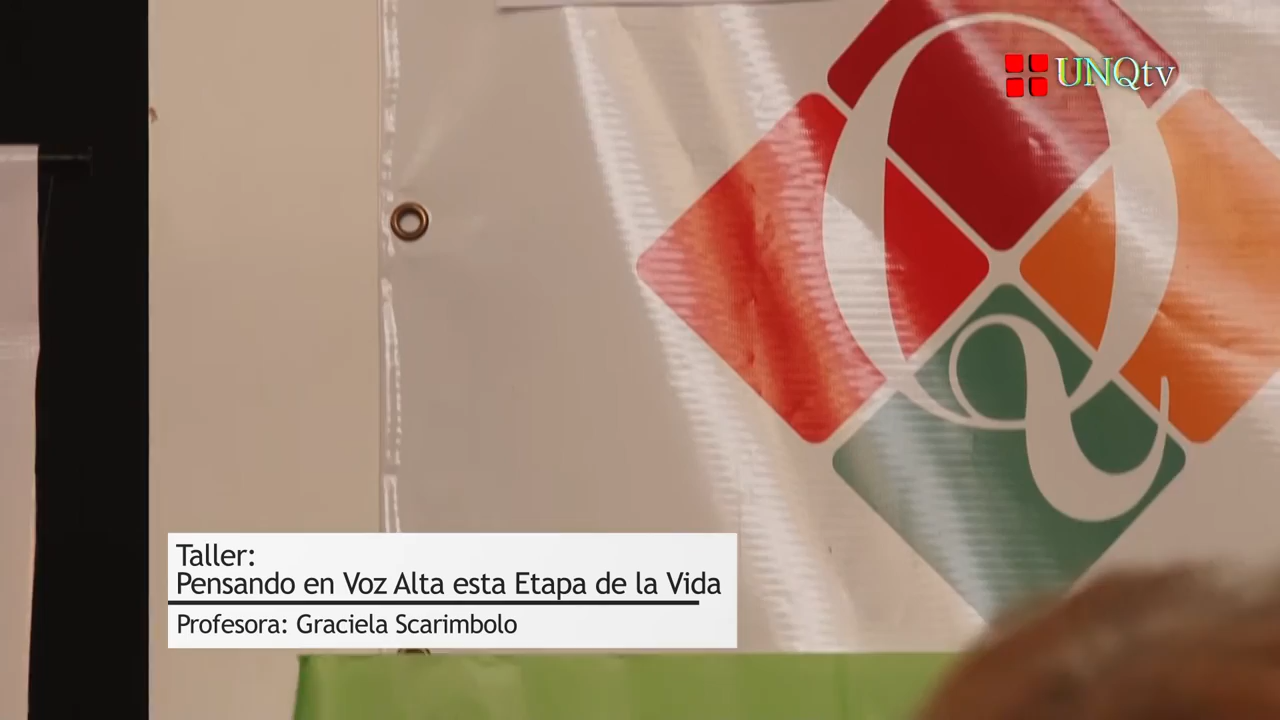 UNQtv
Q
Taller:
Pensando en Voz Alta esta Etapa de la Vida
Profesora: Graciela Scarimbolo